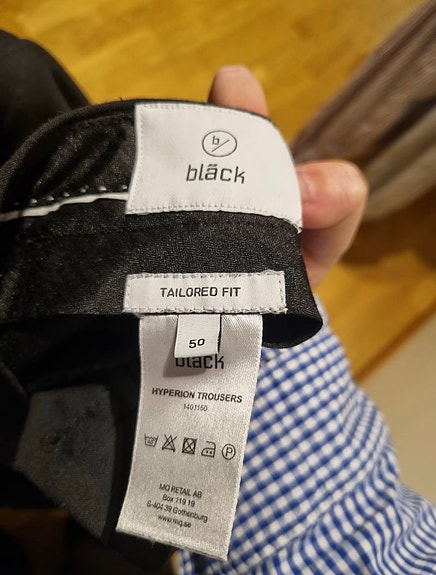 b/
bläck
TAILORED FIT
50
bläck
HYPERION TROUSERS
1401150
P
MQ RETAIL AB
Box 119 19
S-404 39 Gothenburg
www.mq.se